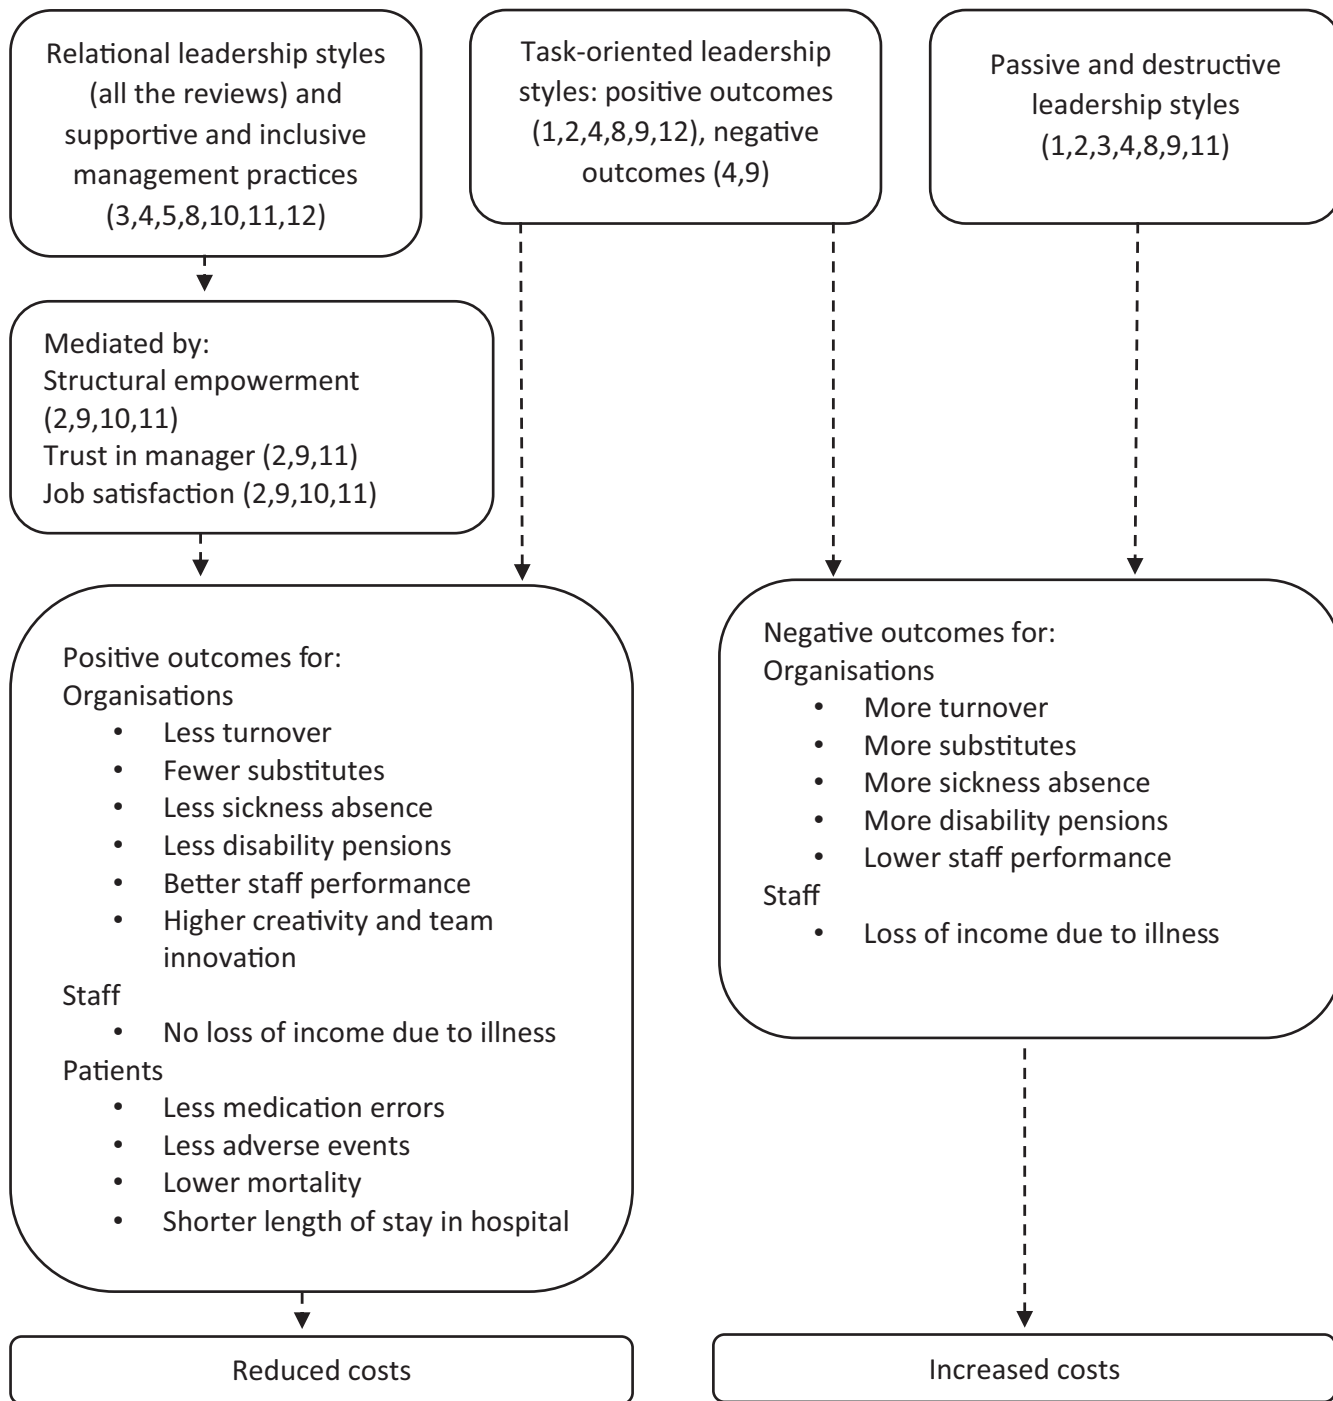 Relational leadership styles
(all the reviews) and
supportive and inclusive
management practices
(3,4,5,8,10,11,12)
Task-oriented leadership
styles: positive outcomes
(1,2,4,8,9,12), negative
outcomes (4,9)
Passive and destructive
leadership styles
(1,2,3,4,8,9,11)
Mediated by:
Structural empowerment
(2,9,10,11)
Trust in manager (2,9,11)
Job satisfaction (2,9,10,11)
Positive outcomes for:
Organisations
• Less turnover
• Fewer substitutes
• Less sickness absence
• Less disability pensions
• Better staff performance
• Higher creativity and team
innovation
Staff
• No loss of income due to illness
Patients
• Less medication errors
• Less adverse events
• Lower mortality
• Shorter length of stay in hospital
Negative outcomes for:
Organisations
• More turnover
• More substitutes
• More sickness absence
• More disability pensions
• Lower staff performance
Staff
• Loss of income due to illness
Reduced costs
Increased costs